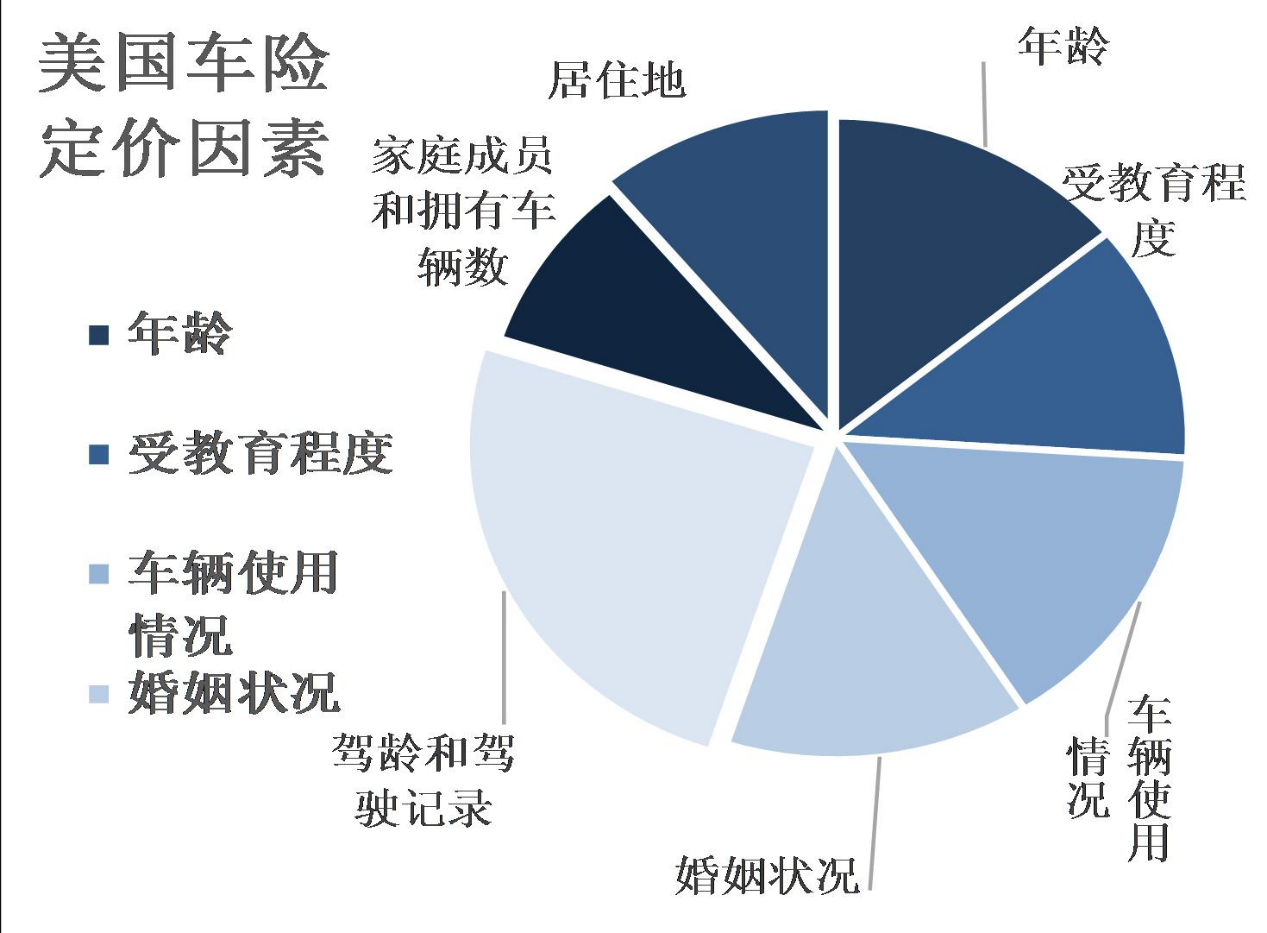 美国车险
定价因素
年龄
受教育程度
车辆使用
情况
婚姻状况
居住地
年龄
家庭成员
和拥有车
辆数
受教育程
度
车辆使用
情况
驾龄和驾
驶记录
婚姻状况